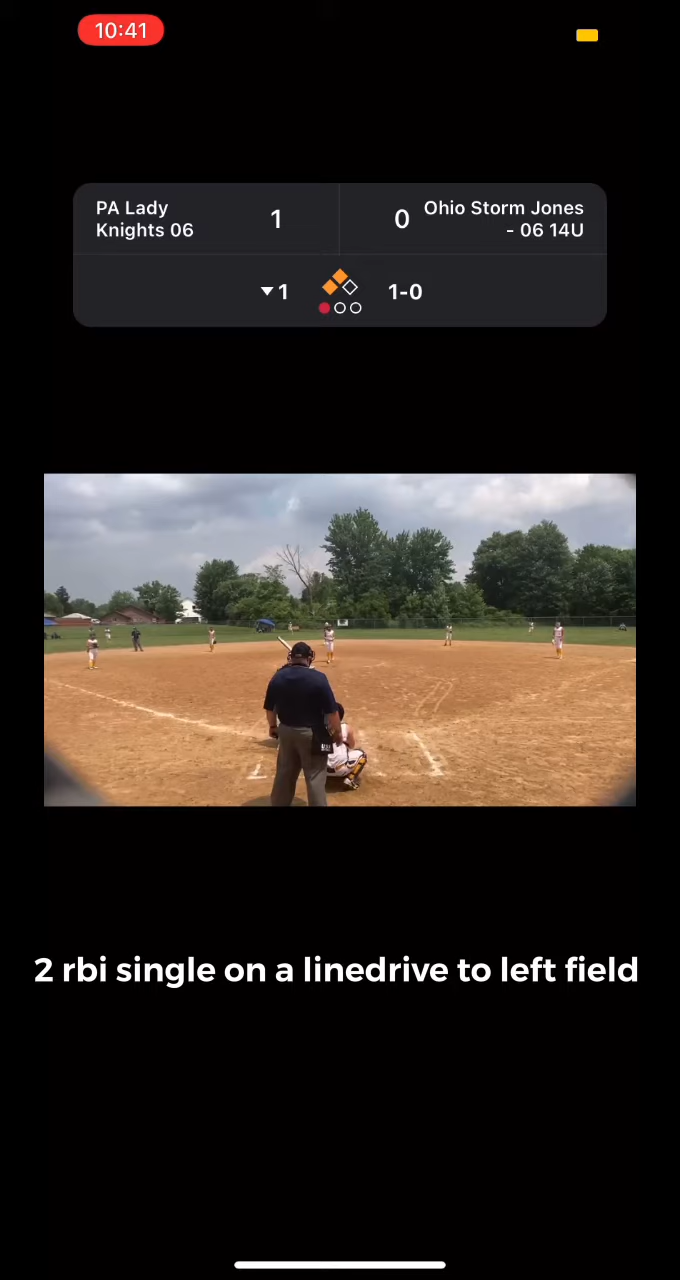 10:41
PA Lady
Knights 06
1
0
Ohio Storm Jones
- 06 14U
1
1-0
2 rbi single on a linedrive to left field